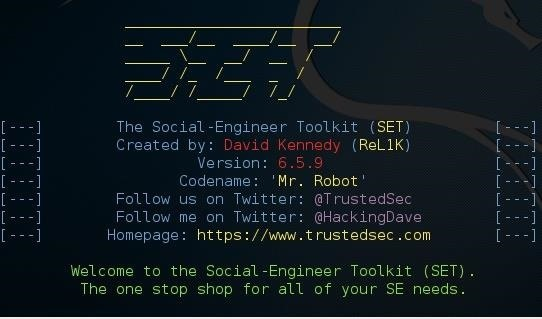 SET
[---] The Social-Engineer Toolkit (SET) [---]
[---] Created by: David Kennedy (ReL1K) [---]
[---] Version: 6.5.9 [---]
[---] Codename: 'Mr. Robot' [---]
[---] Follow us on Twitter: @TrustedSec [---]
[---] Follow me on Twitter: @HackingDave [---]
[---] Homepage: https://www.trustedsec.com [---]
Welcome to the Social-Engineer Toolkit (SET).
The one stop shop for all of your SE needs.